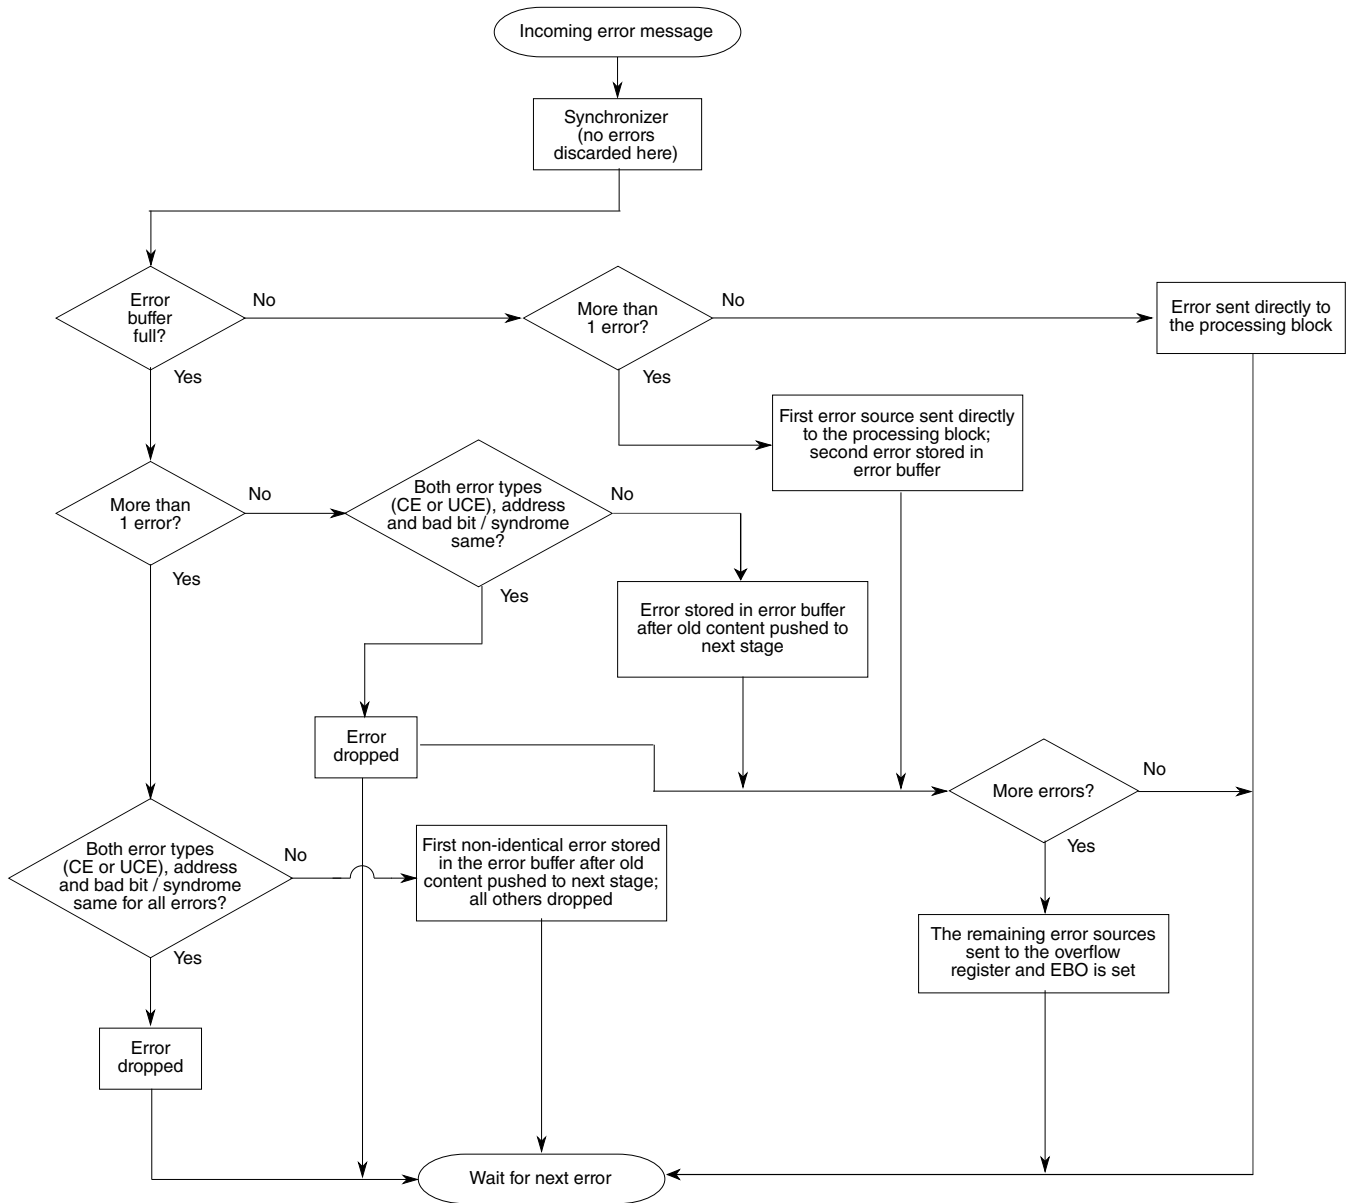 Incoming error message
Synchronizer
(no errors
discarded here)
Error
buffer
full?
No
Yes
More than
1 error?
No
Yes
Error sent directly to
the processing block
First error source sent directly
to the processing block;
second error stored in
error buffer
More than
1 error?
No
Yes
Both error types
(CE or UCE), address
and bad bit / syndrome
same?
No
Yes
Error stored in error buffer
after old content pushed to
next stage
Error
dropped
More errors?
No
Yes
Both error types
(CE or UCE), address
and bad bit / syndrome
same for all errors?
No
Yes
First non-identical error stored
in the error buffer after old
content pushed to next stage;
all others dropped
The remaining error sources
sent to the overflow
register and EBO is set
Error
dropped
Wait for next error